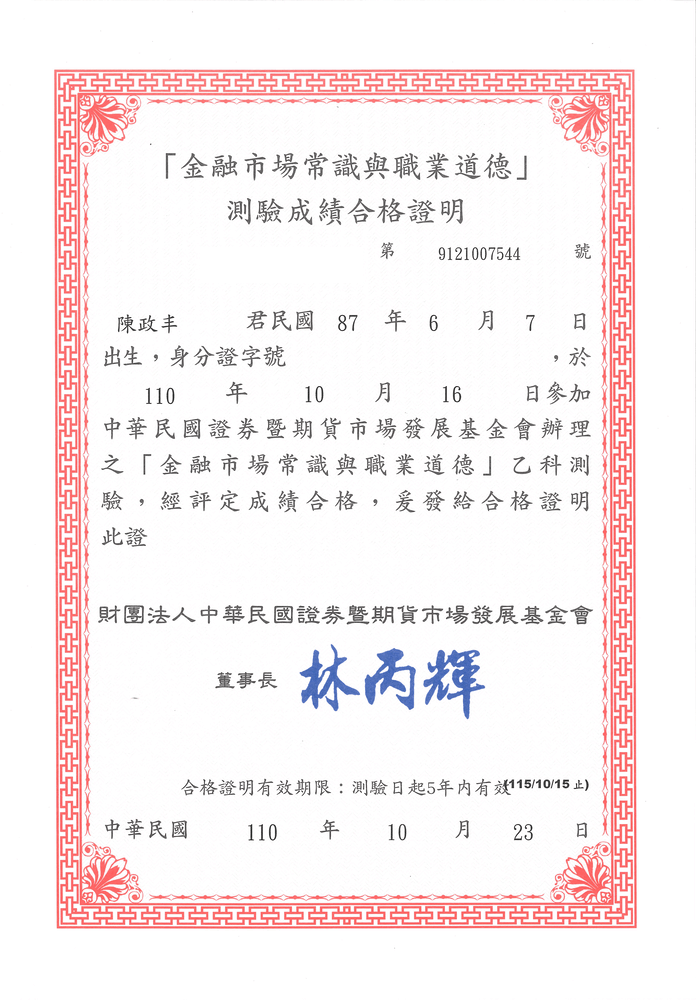 「金融市場常識與職業道德」
測驗成績合格證明
第 9121007544 號
陳政丰 君民國 87 年 6 月 7 日
出生，身分證字號 ，於
110 年 10 月 16 日參加
中華民國證券暨期貨市場發展基金會辦理
之「金融市場常識與職業道德」乙科測
驗，經評定成績合格，爰發給合格證明
此證
財團法人中華民國證券暨期貨市場發展基金會
董事長 林丙輝
合格證明有效期限：測驗日起5年內有效(115/10/15 止)
中華民國 110 年 10 月 23 日